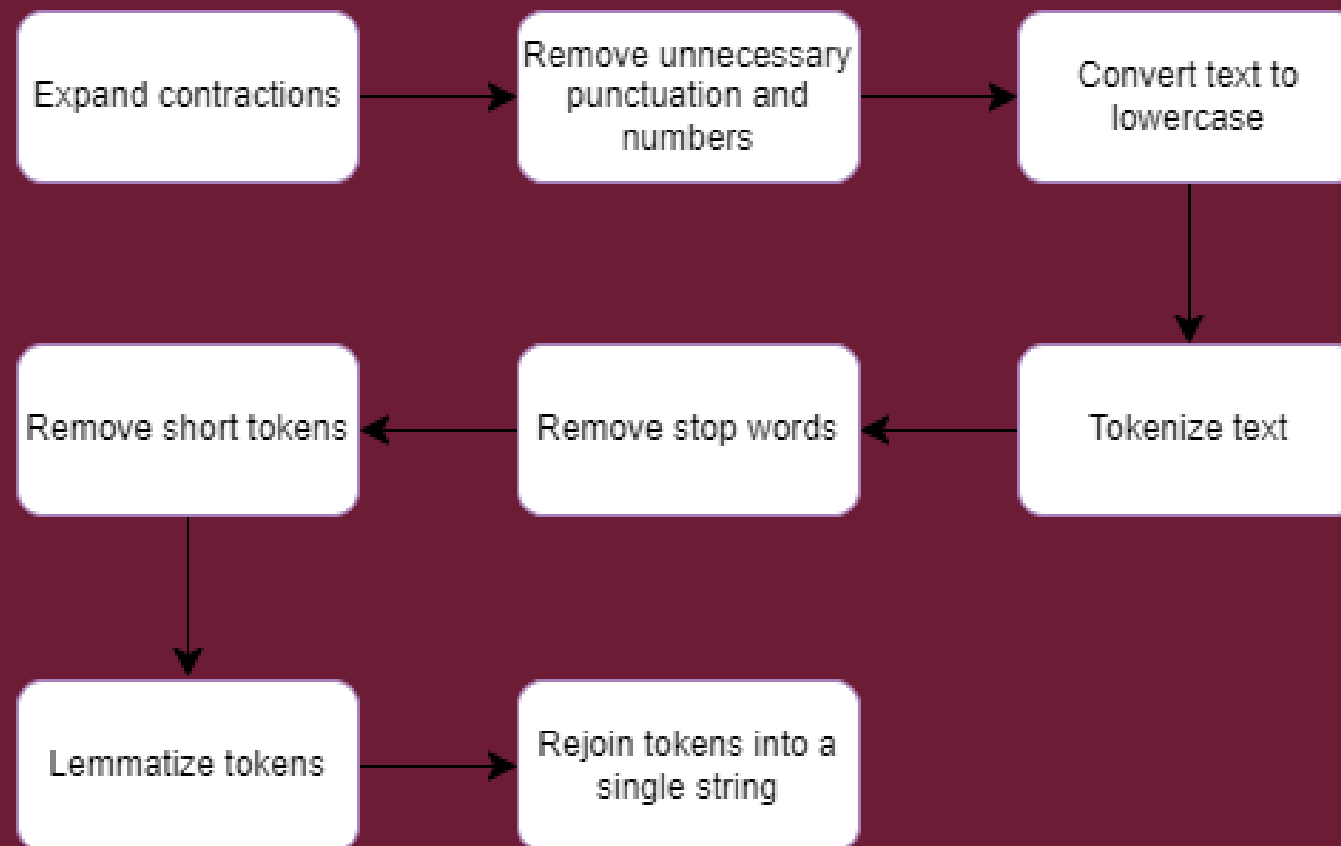 Expand contractions
Remove unnecessary
punctuation and
numbers
Convert text to
lowercase
Remove short tokens
Remove stop words
Tokenize text
Lemmatize tokens
Rejoin tokens into a
single string